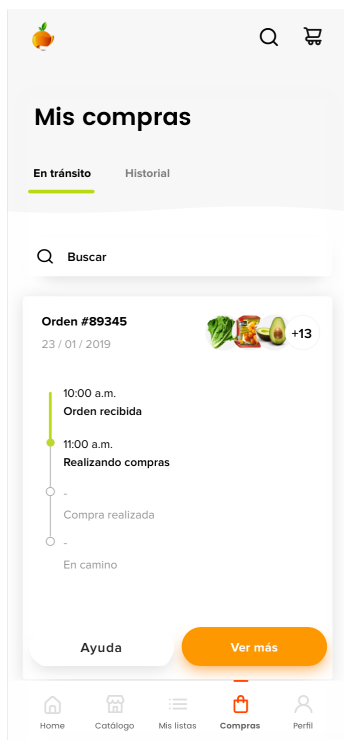 Mis compras
En tránsito
Historial
Buscar
Orden #89345
23 / 01 / 2019
+13
10:00 a.m.
Orden recibida
11:00 a.m.
Realizando compras
-
Compra realizada
-
En camino
Ayuda
Ver más
Home
Catálogo
Mis listas
Compras
Perfil